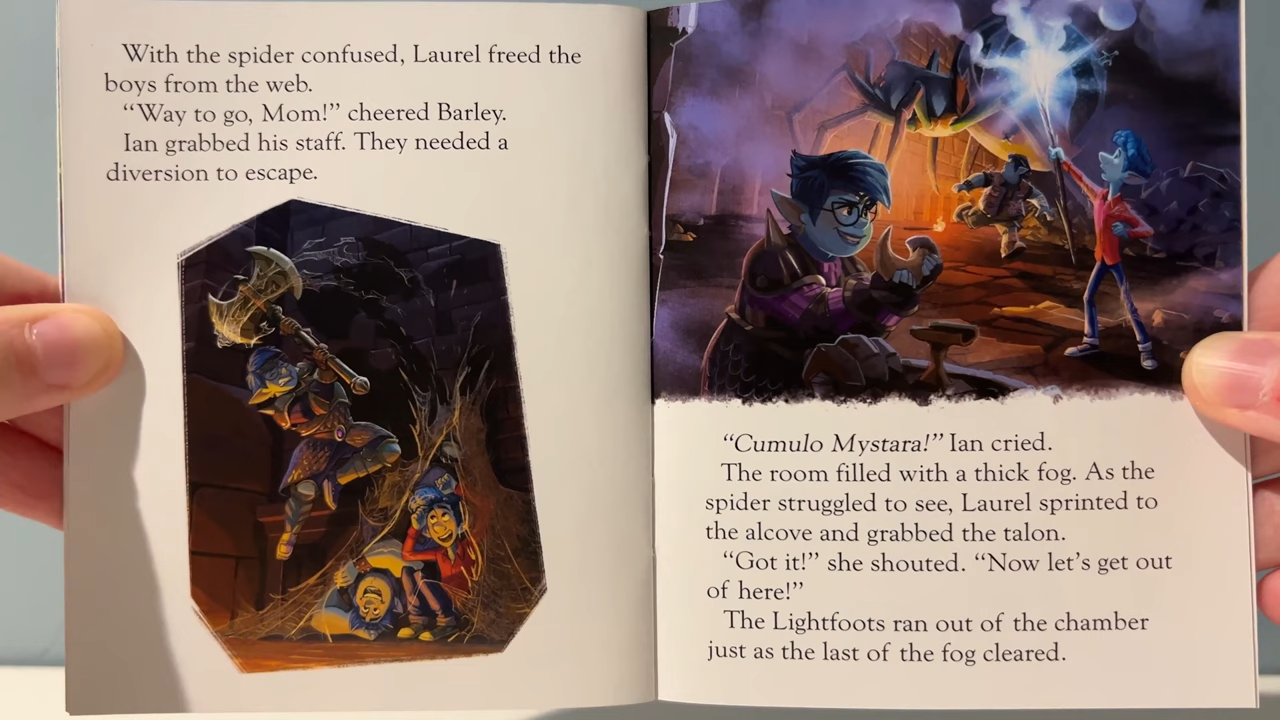 With the spider confused, Laurel freed the
boys from the web.
“Way to go, Mom!” cheered Barley.
Ian grabbed his staff. They needed a
diversion to escape.
“Cumulo Mystara!” Ian cried.
The room filled with a thick fog. As the
spider struggled to see, Laurel sprinted to
the alcove and grabbed the talon.
“Got it!” she shouted. “Now let’s get out
of here!”
The Lightfoots ran out of the chamber
just as the last of the fog cleared.